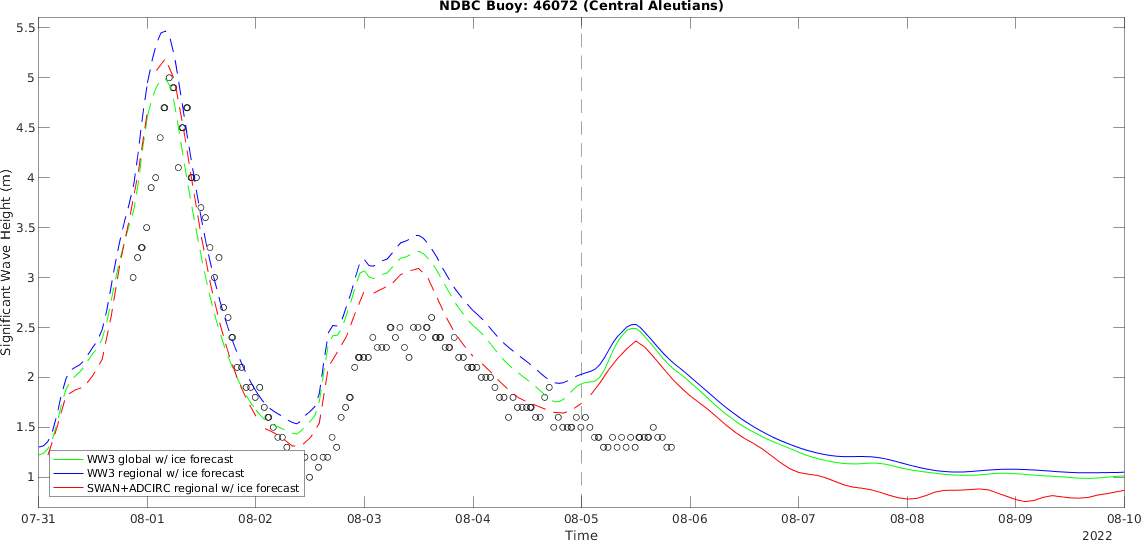 NDBC Buoy: 46072 (Central Aleutians)
5.5
5
4.5
4
3.5
3
2.5
2
1.5
1
Significant Wave Height (m)
WW3 global w/ ice forecast
WW3 regional w/ ice forecast
SWAN+ADCIRC regional w/ ice forecast
07-31 08-01 08-02 08-03 08-04 08-05 08-06 08-07 08-08 08-09 08-10
Time
2022